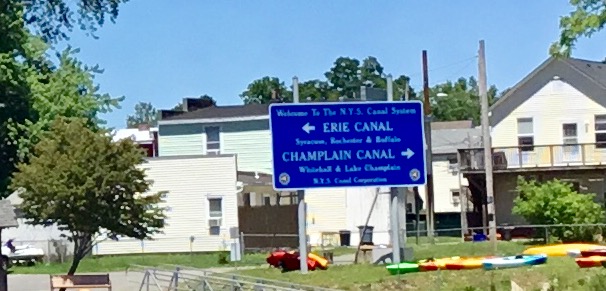 Welcome To The N.Y.S. Canal System
← ERIE CANAL
Syracuse, Rochester & Buffalo
CHAMPLAIN CANAL →
Whitehall & Lake Champlain
N.Y.S. Canal Corporation